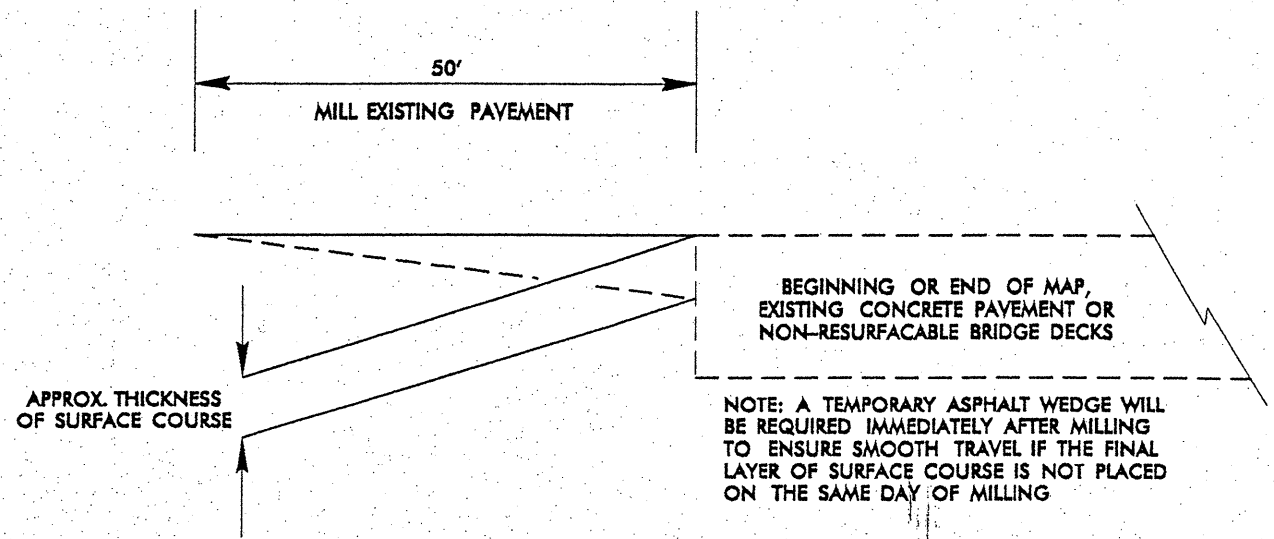 50'
MILL EXISTING PAVEMENT
BEGINNING OR END OF MAP,
EXISTING CONCRETE PAVEMENT OR
NON-RESURFACABLE BRIDGE DECKS
APPROX. THICKNESS
OF SURFACE COURSE
NOTE: A TEMPORARY ASPHALT WEDGE WILL
BE REQUIRED IMMEDIATELY AFTER MILLING
TO ENSURE SMOOTH TRAVEL IF THE FINAL
LAYER OF SURFACE COURSE IS NOT PLACED
ON THE SAME DAY OF MILLING